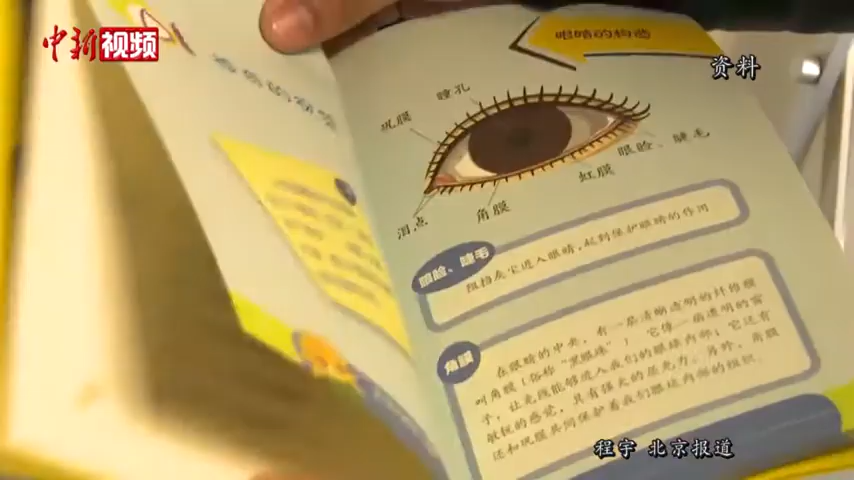 中新视频
资料
眼睛的构造
瞳孔
巩膜
眼睑、睫毛
虹膜
角膜
泪点
眼睑、睫毛
阻挡灰尘进入眼睛,起到保护眼睛的作用
角膜
在眼睛的中央,有一层清晰透明的纤维膜
叫角膜(俗称“黑眼珠”)。它像一扇透明的窗
子,让光线能够进入我们的眼球内部;它还有
敏锐的感觉,具有强大的屈光力。另外,角膜
还和巩膜共同保护着我们眼球内部的组织。
程宇 北京报道